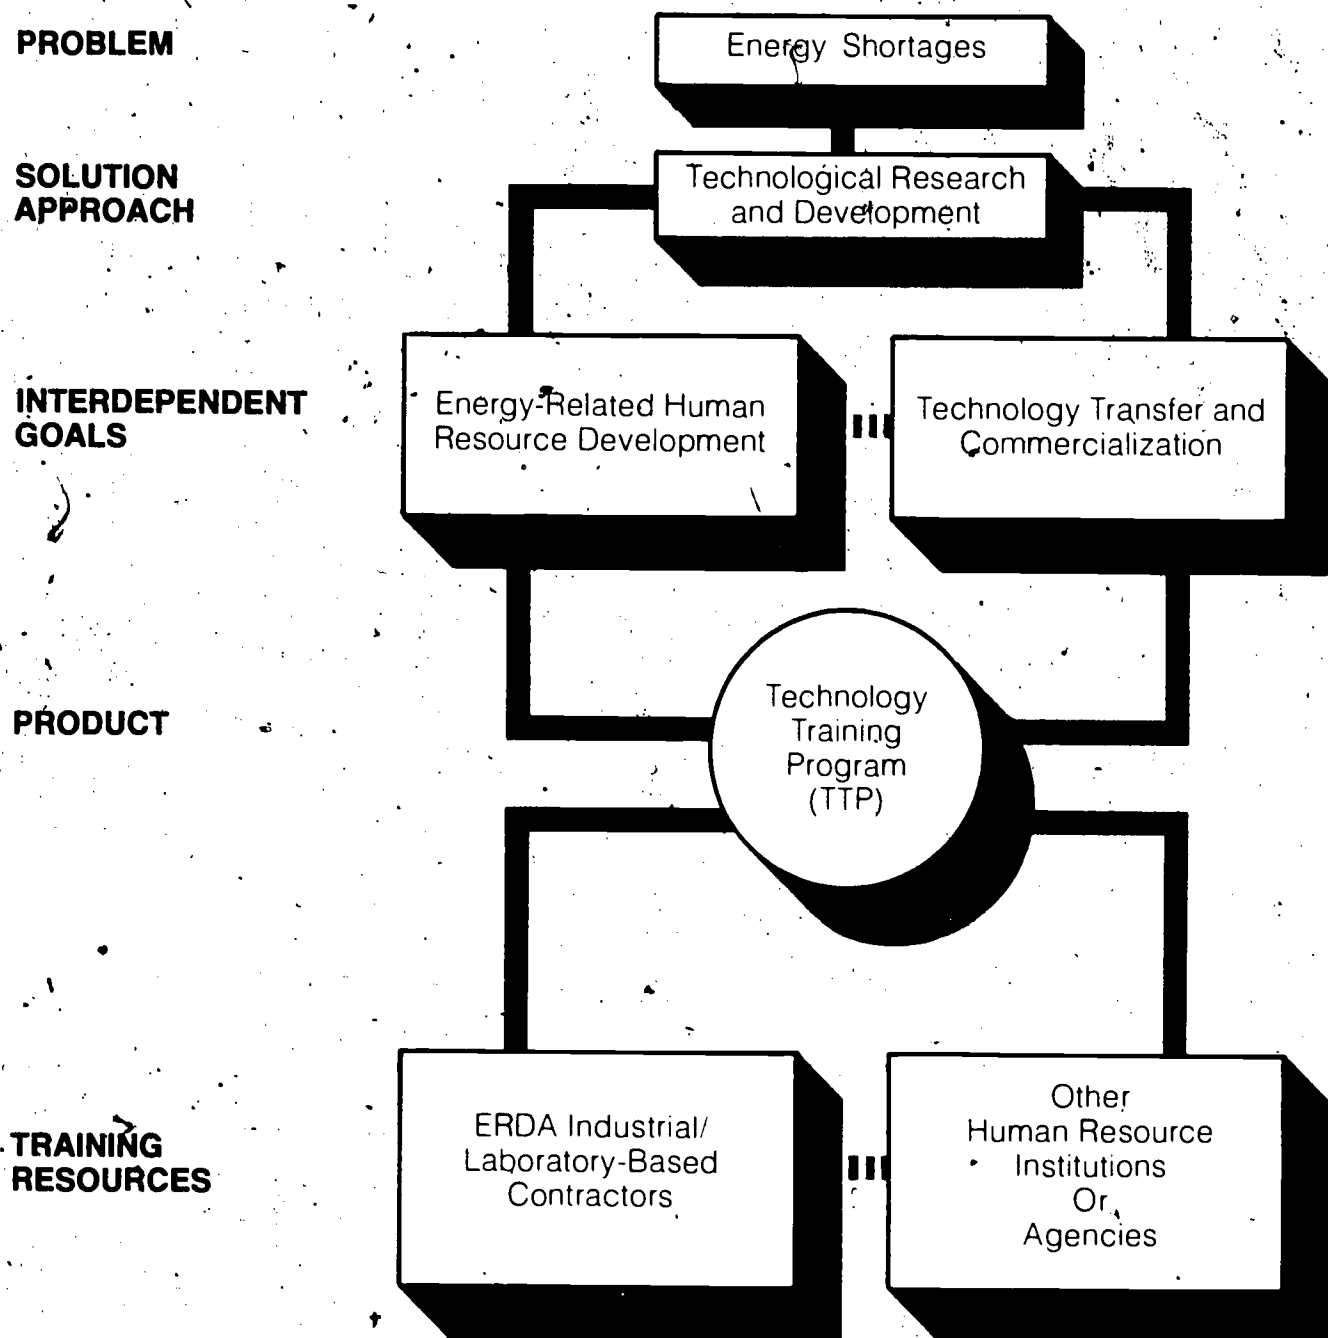 PROBLEM
Energy Shortages
SOLUTION
APPROACH
Technological Research
and Development
INTERDEPENDENT
GOALS
Energy-Related Human
Resource Development
Technology Transfer and
Commercialization
PRODUCT
Technology
Training
Program
(TTP)
TRAINING
RESOURCES
ERDA Industrial/
Laboratory-Based
Contractors
Other
Human Resource
Institutions
Or
Agencies